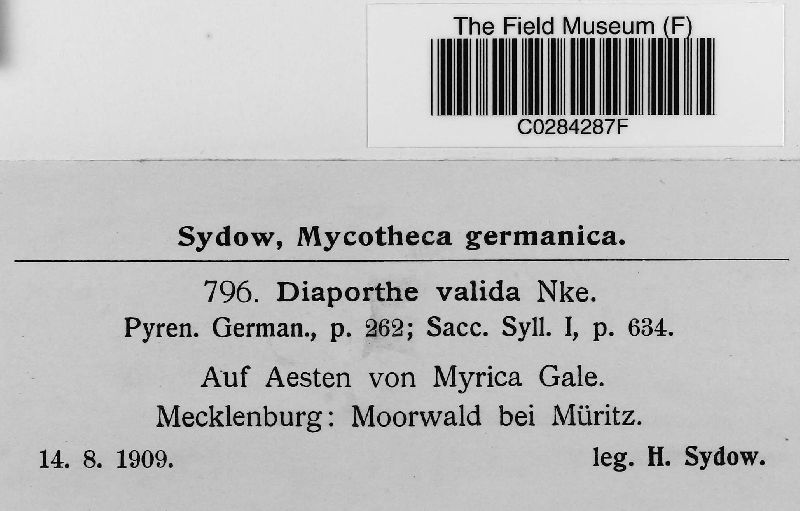 The Field Museum (F)
C0284287F
Sydow, Mycotheca germanica.
796. Diaporthe valida Nke.
Pyren. German., p. 262; Sacc. Syll. I, p. 634.
Auf Aesten von Myrica Gale.
Mecklenburg: Moorwald bei Müritz.
14. 8. 1909. leg. H. Sydow.